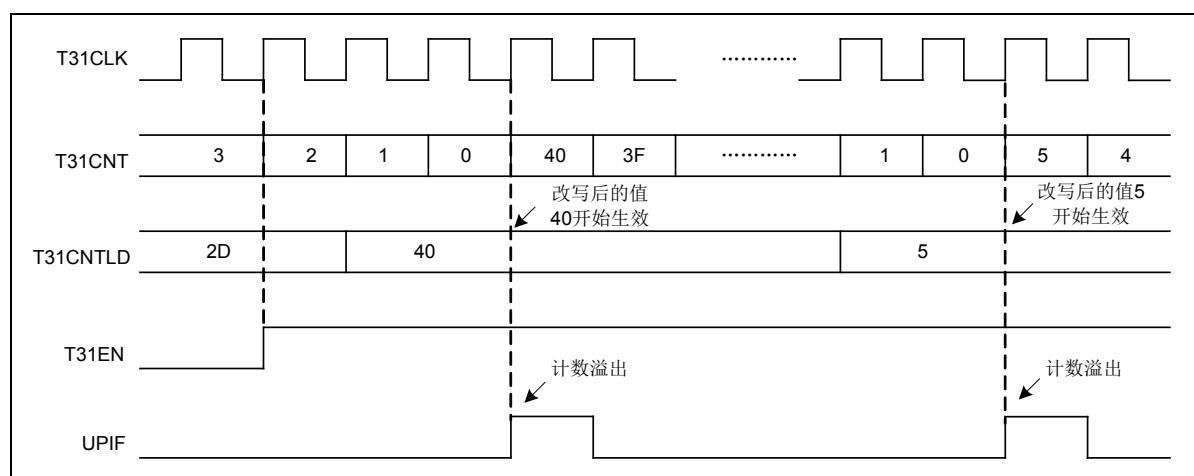 T31CLK
............
T31CNT
3 2 1 0 40 3F ............ 1 0 5 4
改写后的值
40开始生效
改写后的值5
开始生效
T31CNTLD
2D 40 5
T31EN
计数溢出
计数溢出
UPIF